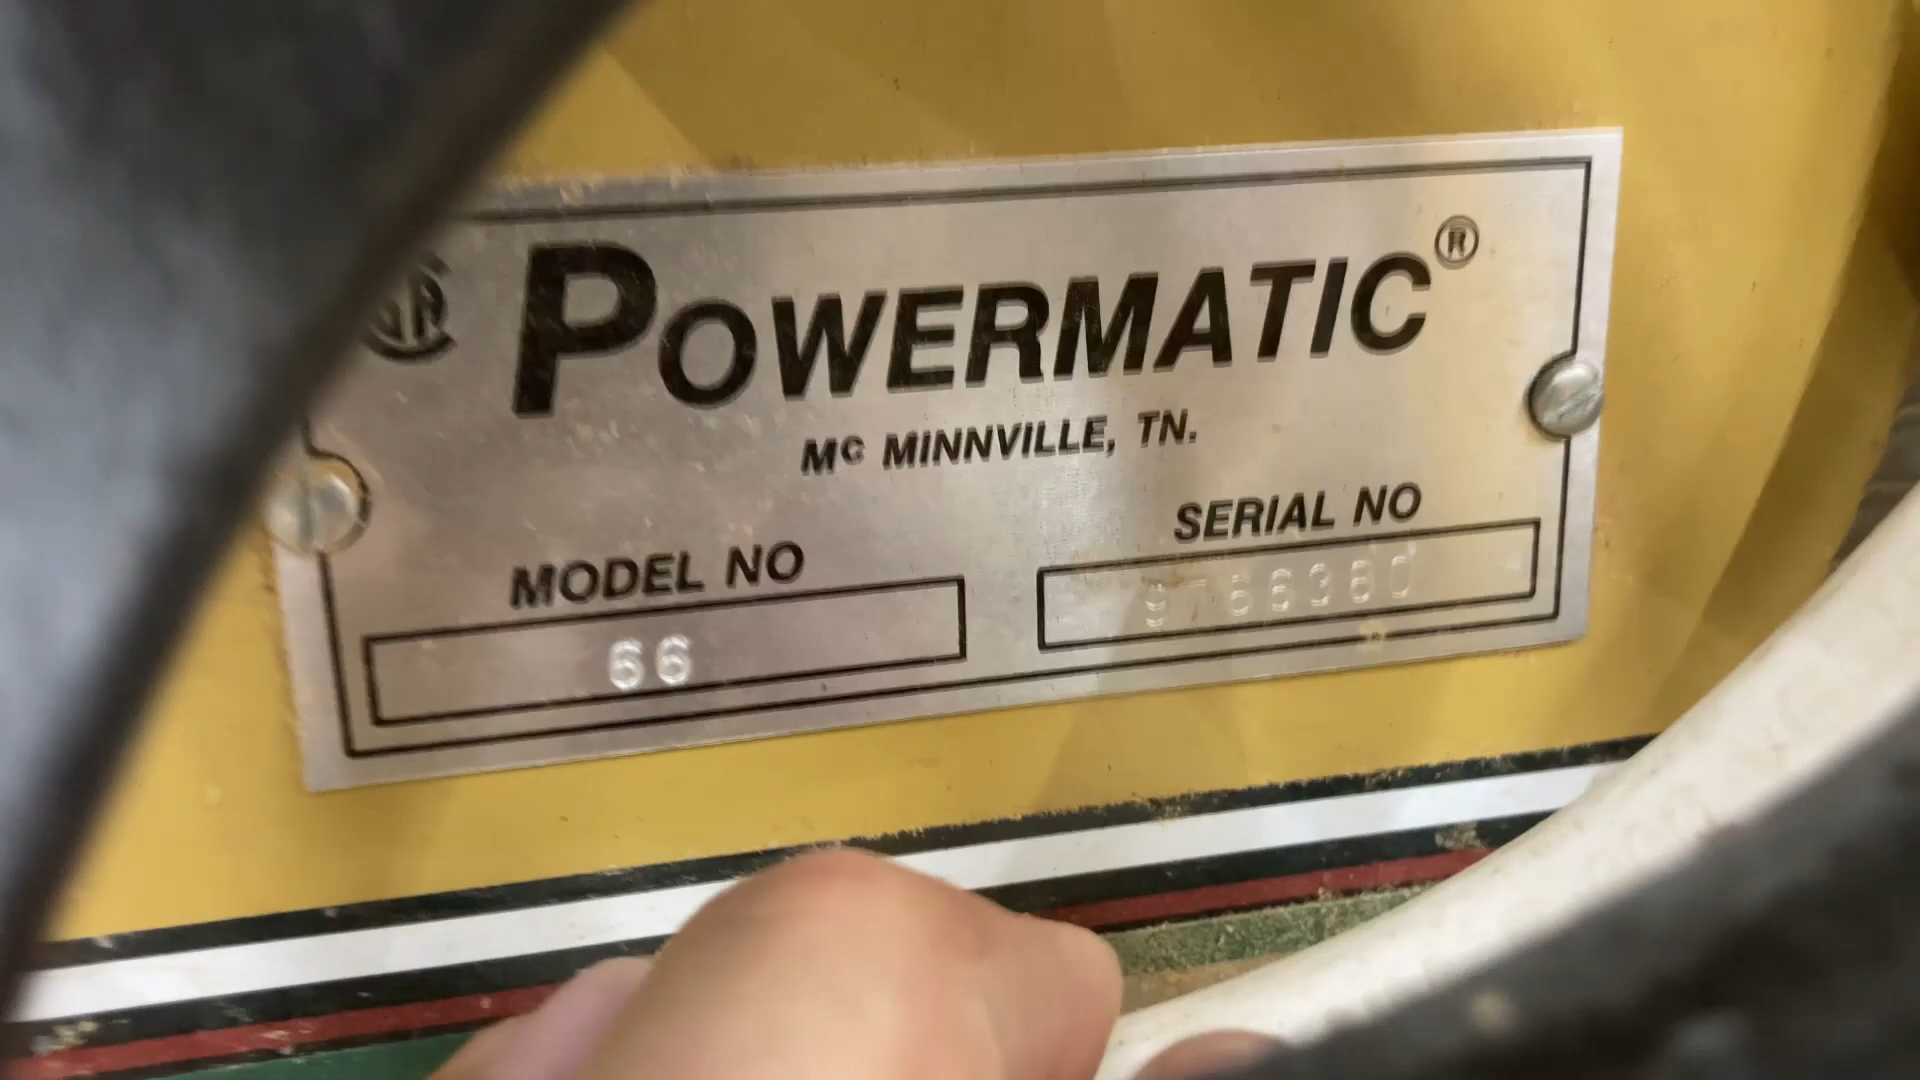 POWERMATIC®
MC MINNVILLE, TN.
MODEL NO
66
SERIAL NO